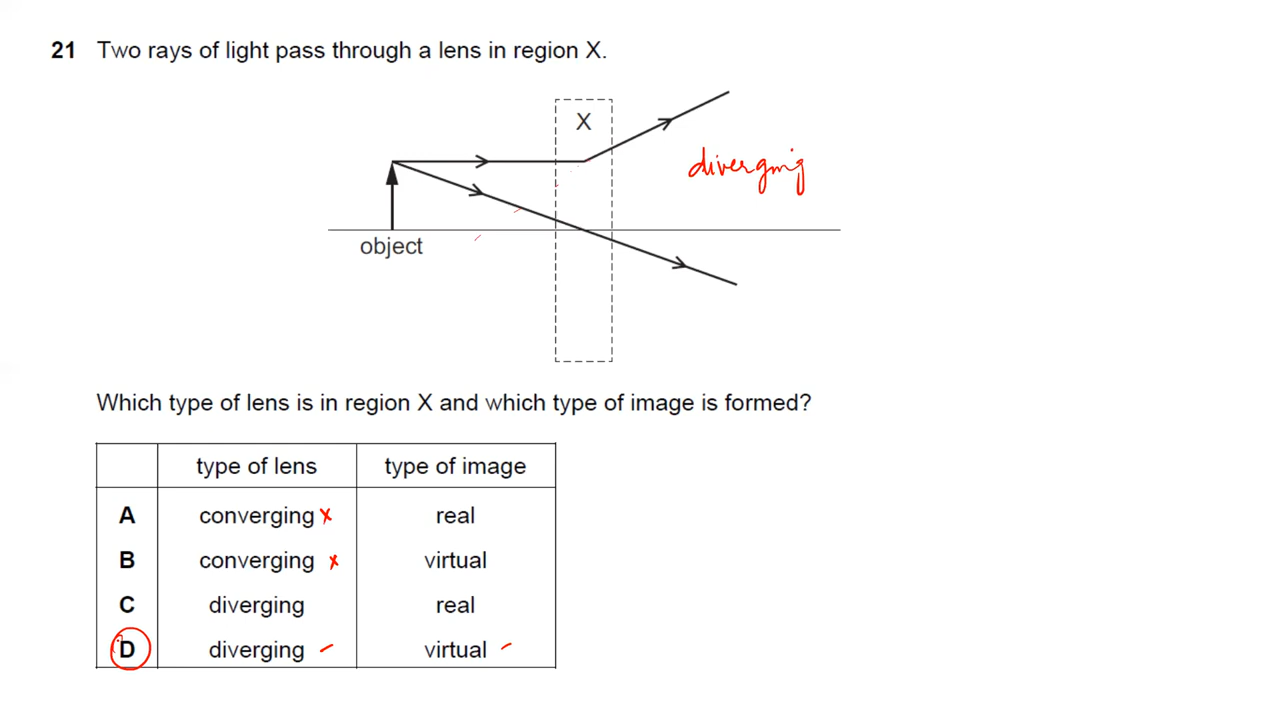 21 Two rays of light pass through a lens in region X.
X
diverging
object
Which type of lens is in region X and which type of image is formed?
type of lens type of image
A converging x real
B converging x virtual
C diverging real
D diverging virtual